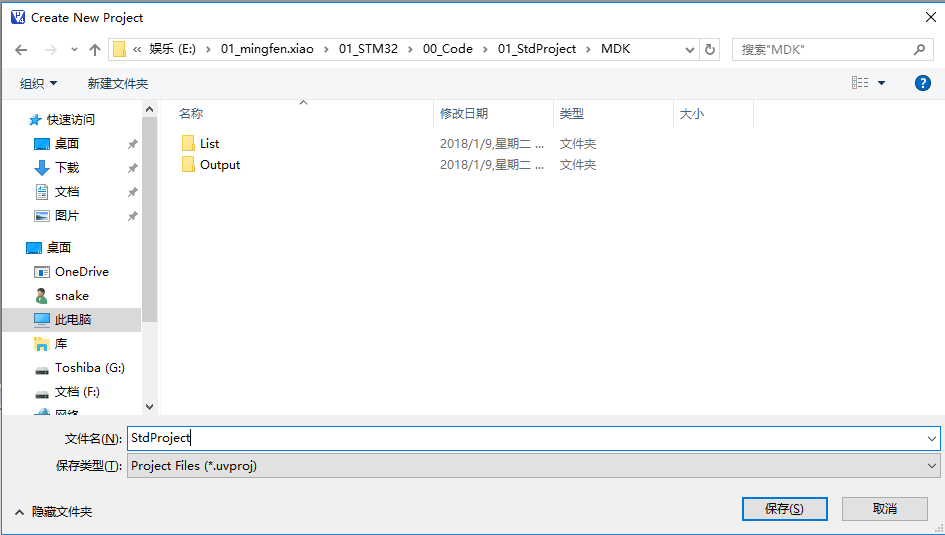 Create New Project
« 娱乐 (E:) › 01_mingfen.xiao › 01_STM32 › 00_Code › 01_StdProject › MDK
搜索"MDK"
组织 新建文件夹
名称 修改日期 类型 大小
快速访问
桌面
下载
文档
图片
桌面
OneDrive
snake
此电脑
库
Toshiba (G:)
文档 (F:)
网络
List 2018/1/9,星期二 ... 文件夹
Output 2018/1/9,星期二 ... 文件夹
文件名(N): StdProject
保存类型(T): Project Files (*.uvproj)
隐藏文件夹
保存(S) 取消